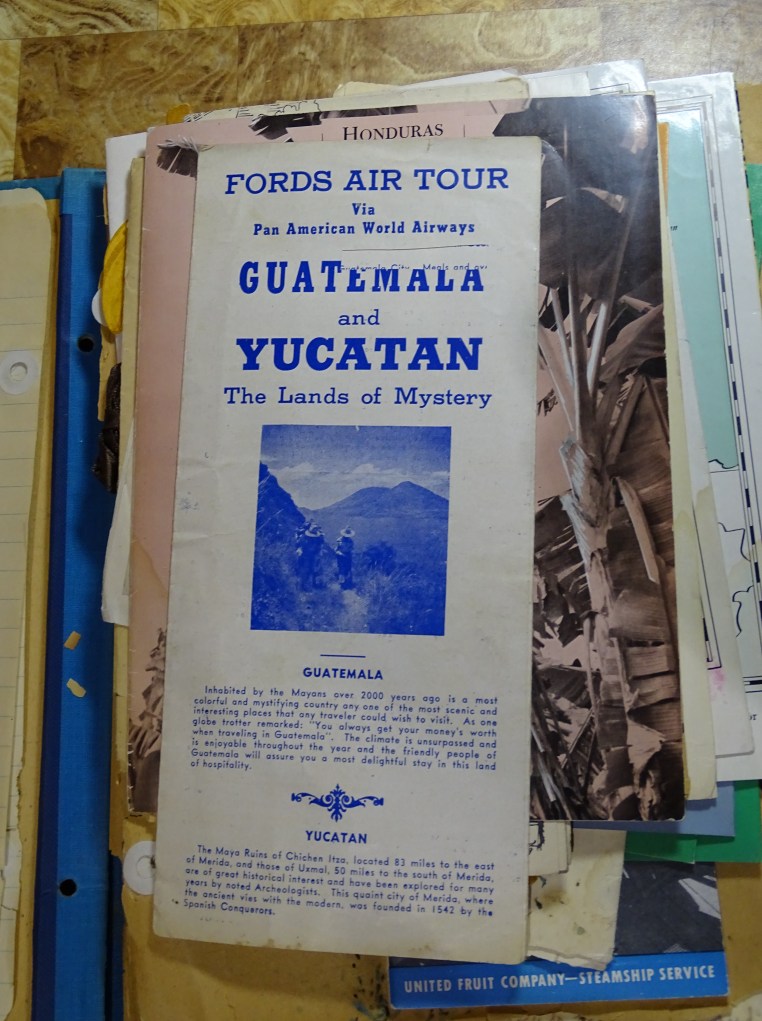 HONDURAS
FORDS AIR TOUR
Via
Pan American World Airways
Guatemala City Meals and
GUATEMALA
and
YUCATAN
The Lands of Mystery
GUATEMALA
Inhabited by the Mayans over 2000 years ago is a most
colorful and mystifying country any one of the most scenic and
interesting places that any traveler could wish to visit. As one
globe trotter remarked: "You always get your money's worth
when traveling in Guatemala". The climate is unsurpassed and
is enjoyable throughout the year and the friendly people of
Guatemala will assure you a most delightful stay in this land
of hospitality.
YUCATAN
The Maya Ruins of Chichen Itza, located 83 miles to the east
of Merida, and those of Uxmal, 50 miles to the south of Merida,
are of great historical interest and have been explored for many
years by noted Archeologists. This quaint city of Merida, where
the ancient vies with the modern, was founded in 1542 by the
Spanish Conquerors.
UNITED FRUIT COMPANY—STEAMSHIP SERVICE